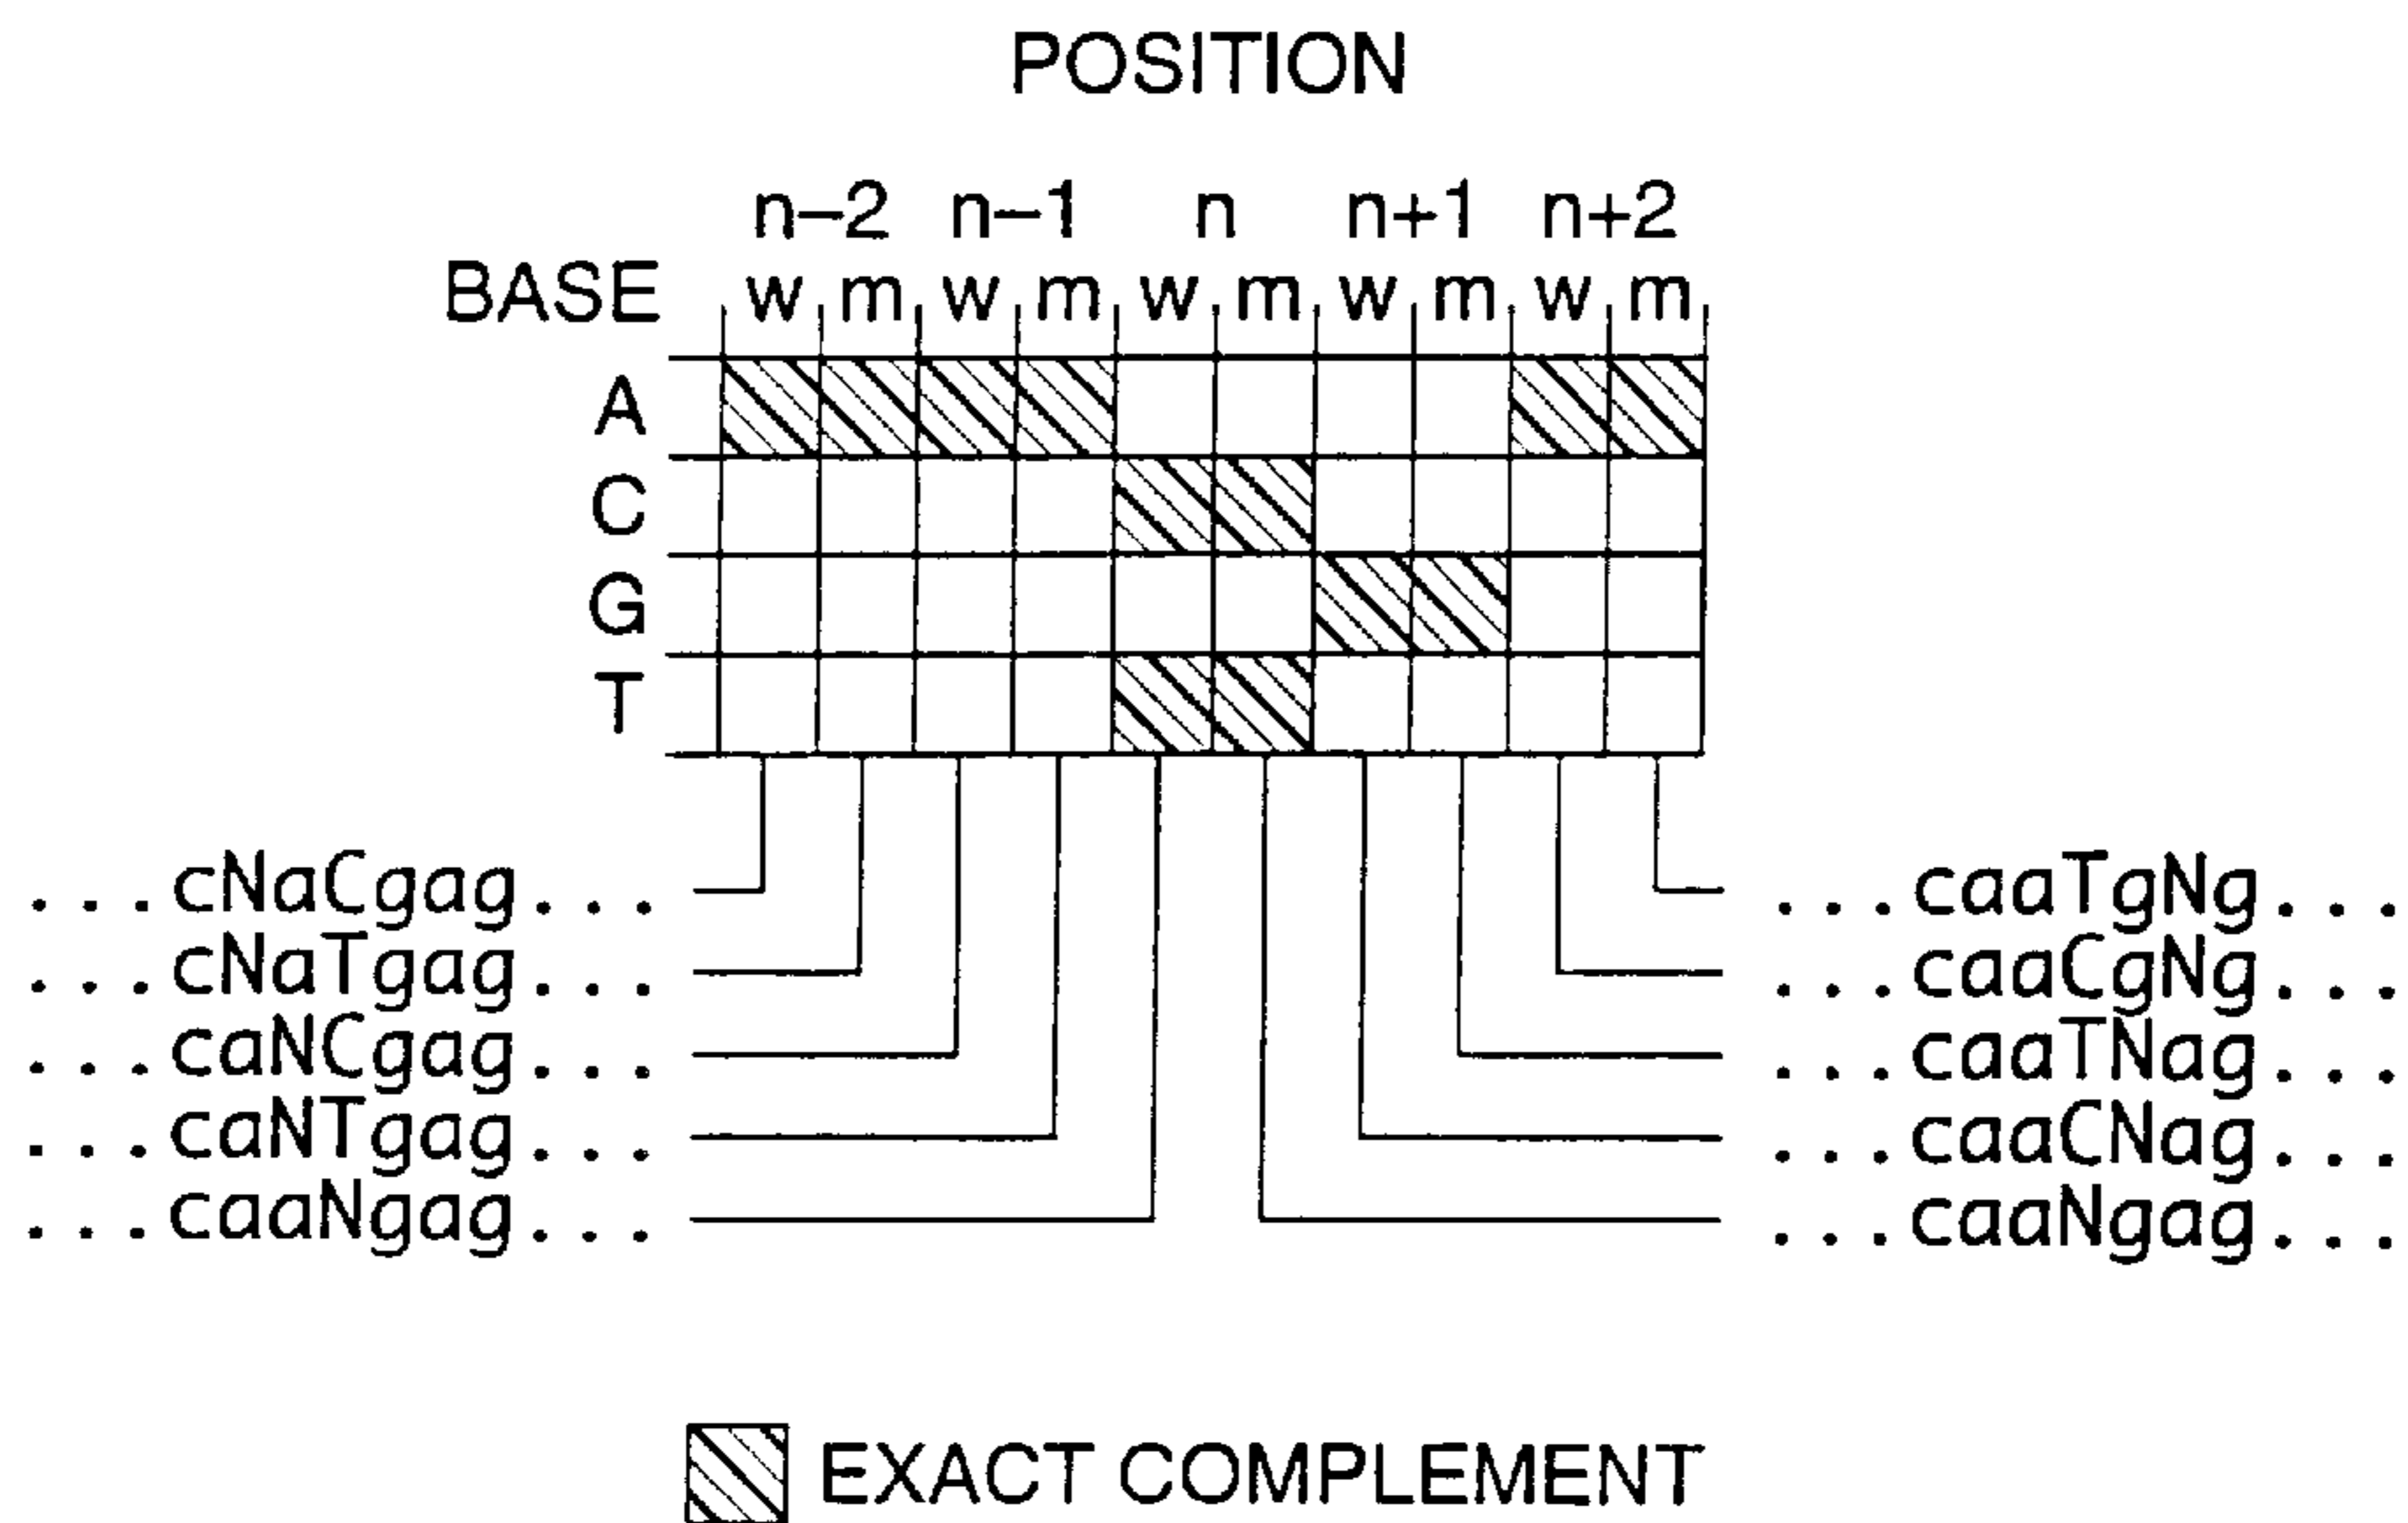 POSITION
n−2 n−1 n n+1 n+2
BASE w m w m w m w m w m
A
C
G
T
...cNaCgag... ...caaTgNg...
...cNaTgag... ...caaCgNg...
...caNCgag... ...caaTNag...
...caNTgag... ...caaCNag...
...caaNgag... ...caaNgag...
EXACT COMPLEMENT